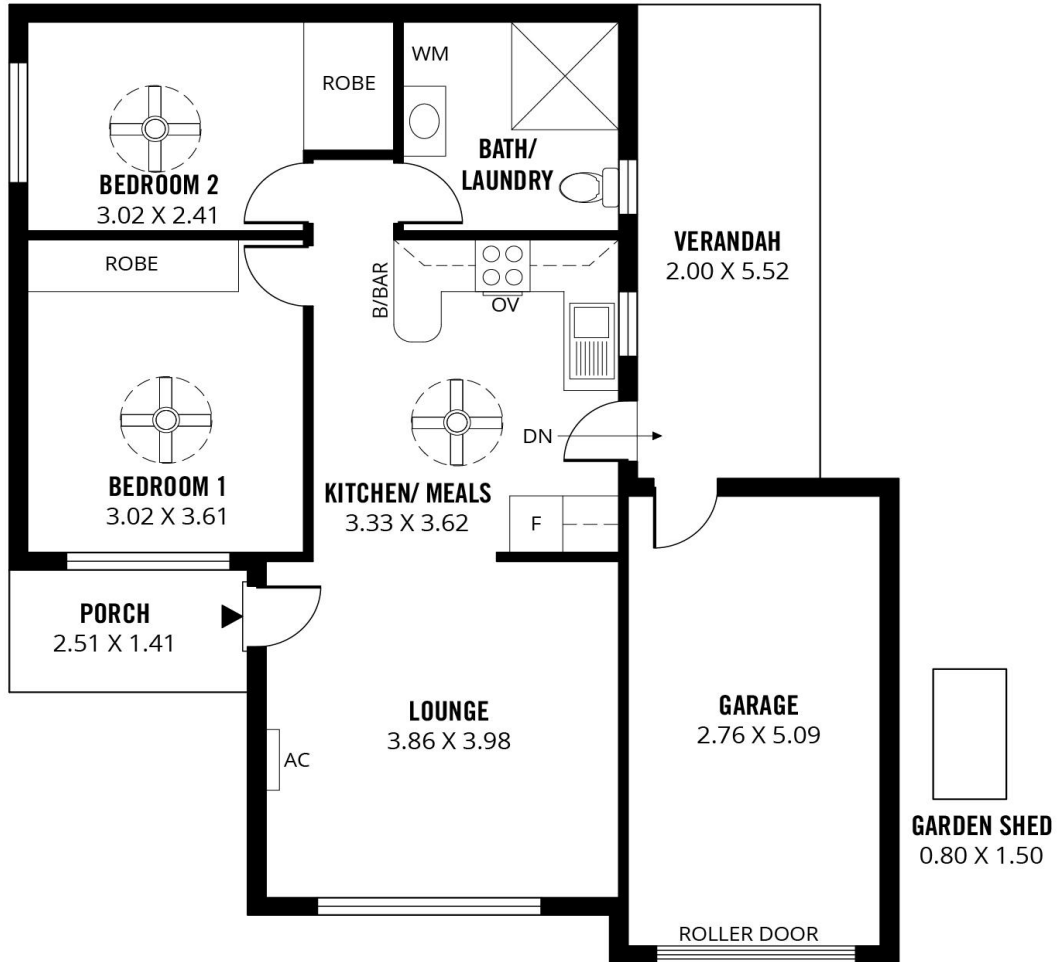 WM
ROBE
BATH/
LAUNDRY
BEDROOM 2
3.02 X 2.41
ROBE
VERANDAH
2.00 X 5.52
B/BAR
OV
DN
BEDROOM 1
3.02 X 3.61
KITCHEN/ MEALS
3.33 X 3.62
F
PORCH
2.51 X 1.41
LOUNGE
3.86 X 3.98
GARAGE
2.76 X 5.09
AC
GARDEN SHED
0.80 X 1.50
ROLLER DOOR